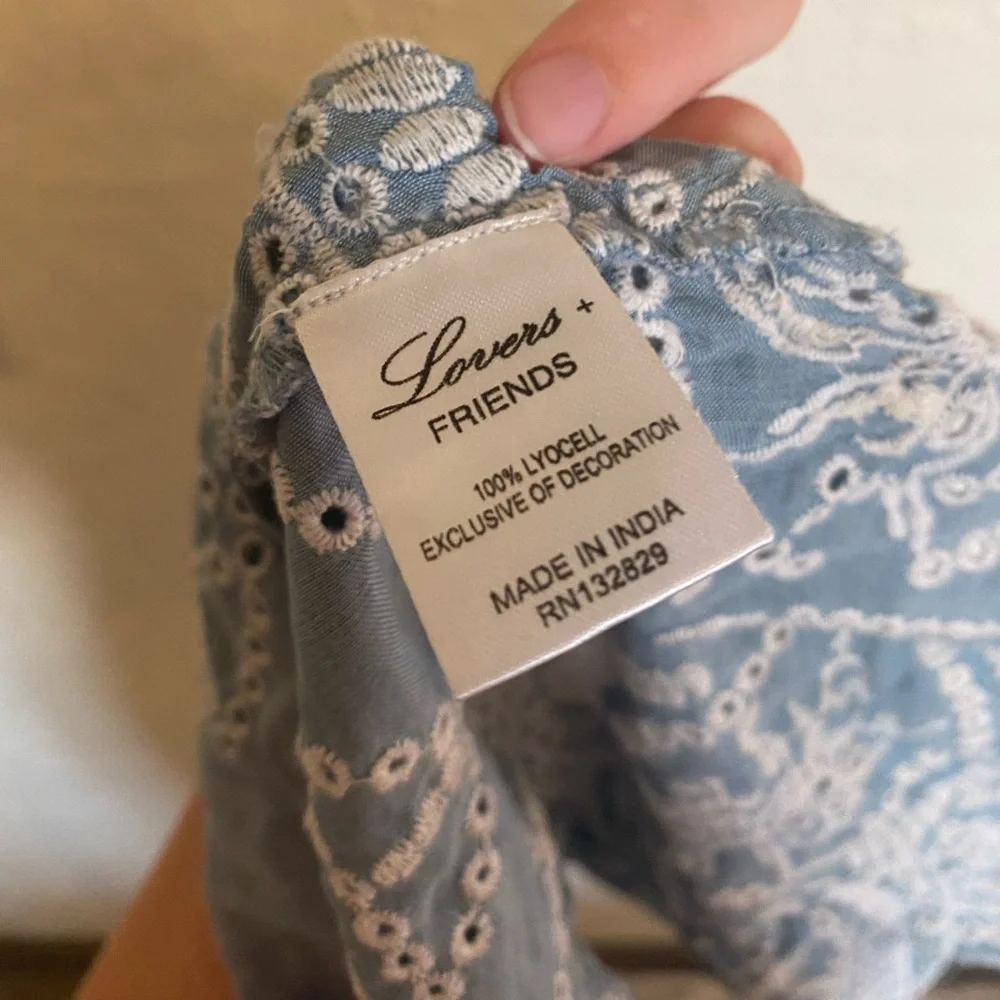 Lovers +
FRIENDS
100% LYOCELL
EXCLUSIVE OF DECORATION
MADE IN INDIA
RN132829